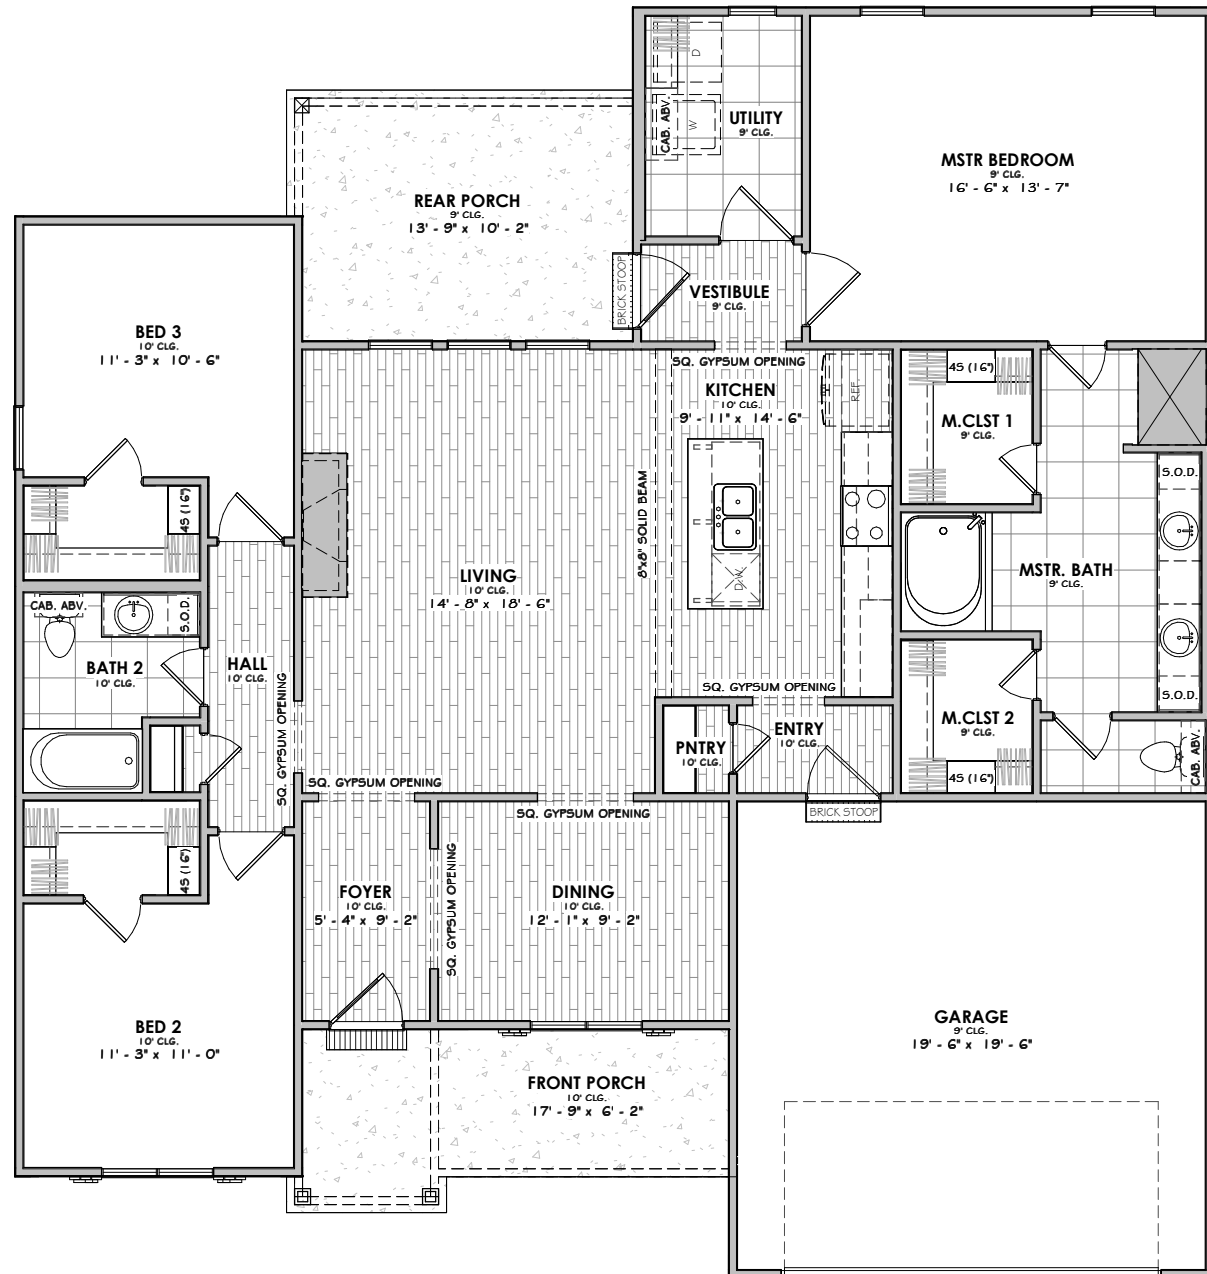 D
W
CAB. ABV.
UTILITY
9' CLG.
MSTR BEDROOM
9' CLG.
16' - 6" x 13' - 7"
REAR PORCH
9' CLG.
13' - 9" x 10' - 2"
BRICK STOOP
VESTIBULE
9' CLG.
BED 3
10' CLG.
11' - 3" x 10' - 6"
SQ. GYPSUM OPENING
KITCHEN
10' CLG.
9' - 11" x 14' - 6"
REF.
4S (16")
M.CLST 1
9' CLG.
S.O.D.
4S (16")
8"x8" SOLID BEAM
D.W.
LIVING
10' CLG.
14' - 8" x 18' - 6"
MSTR. BATH
9' CLG.
CAB. ABV.
S.O.D.
BATH 2
10' CLG.
HALL
10' CLG.
SQ. GYPSUM OPENING
SQ. GYPSUM OPENING
S.O.D.
M.CLST 2
9' CLG.
4S (16")
CAB. ABV.
PNTRY
10' CLG.
ENTRY
10' CLG.
SQ. GYPSUM OPENING
SQ. GYPSUM OPENING
BRICK STOOP
4S (16")
SQ. GYPSUM OPENING
FOYER
10' CLG.
5' - 4" x 9' - 2"
DINING
10' CLG.
12' - 1" x 9' - 2"
BED 2
10' CLG.
11' - 3" x 11' - 0"
GARAGE
9' CLG.
19' - 6" x 19' - 6"
FRONT PORCH
10' CLG.
17' - 9" x 6' - 2"